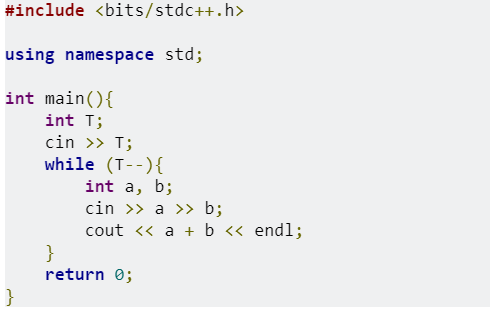 #include <bits/stdc++.h>
using namespace std;
int main(){
    int T;
    cin >> T;
    while (T--){
        int a, b;
        cin >> a >> b;
        cout << a + b << endl;
    }
    return 0;
}